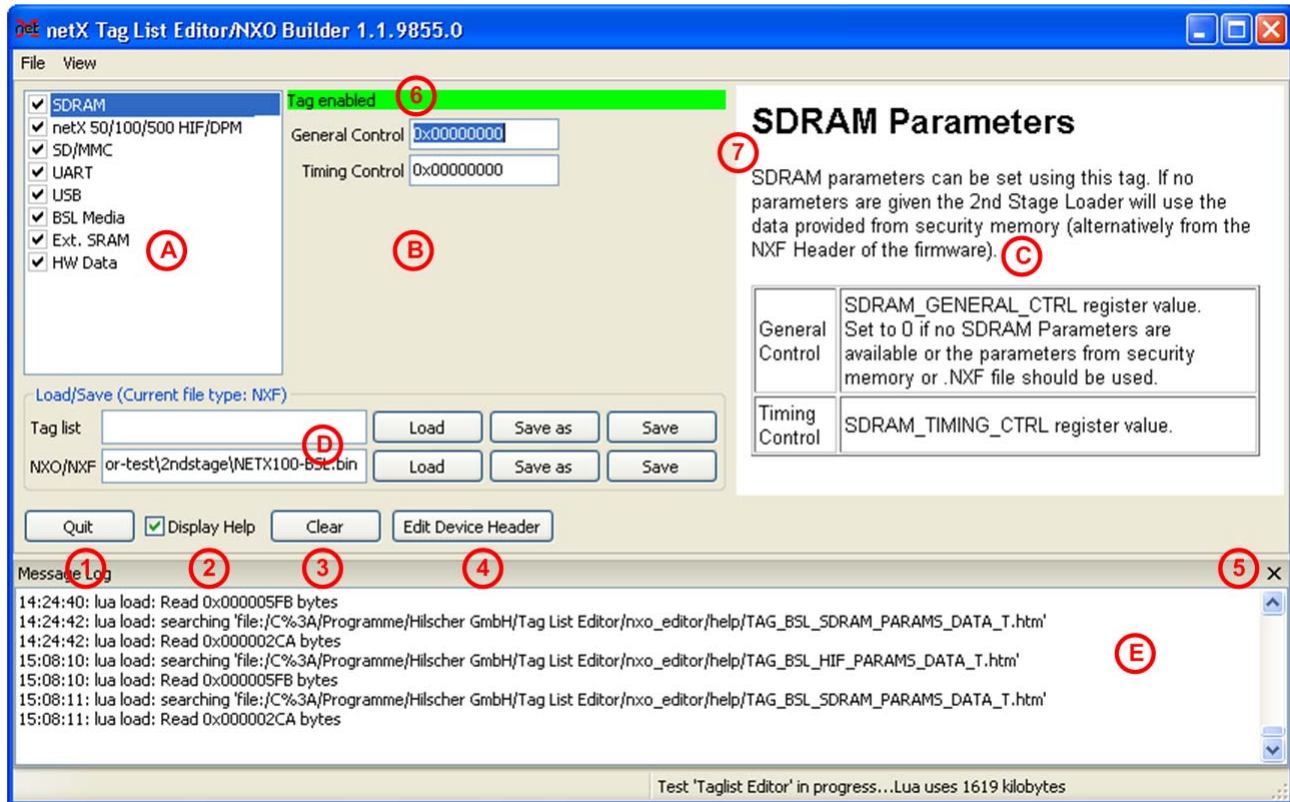 netX Tag List Editor/NXO Builder 1.1.9855.0
File View
SDRAM
netX 50/100/500 HIF/DPM
SD/MMC
UART
USB
BSL Media
Ext. SRAM
HW Data
A
Tag enabled
6
General Control 0x00000000
Timing Control 0x00000000
B
7
SDRAM Parameters
SDRAM parameters can be set using this tag. If no
parameters are given the 2nd Stage Loader will use the
data provided from security memory (alternatively from the
NXF Header of the firmware).
C
General
Control
SDRAM_GENERAL_CTRL register value.
Set to 0 if no SDRAM Parameters are
available or the parameters from security
memory or .NXF file should be used.
Timing
Control
SDRAM_TIMING_CTRL register value.
Load/Save (Current file type: NXF)
Tag list Load Save as Save
D
NXO/NXF or-test\2ndstage\NETX100-BSL.bin Load Save as Save
Quit Display Help Clear Edit Device Header
1 2 3 4 5
Message Log
14:24:40: lua load: Read 0x000005FB bytes
14:24:42: lua load: searching 'file:/C%3A/Programme/Hilscher GmbH/Tag List Editor/nxo_editor/help/TAG_BSL_SDRAM_PARAMS_DATA_T.htm'
14:24:42: lua load: Read 0x000002CA bytes
15:08:10: lua load: searching 'file:/C%3A/Programme/Hilscher GmbH/Tag List Editor/nxo_editor/help/TAG_BSL_HIF_PARAMS_DATA_T.htm'
15:08:10: lua load: Read 0x000005FB bytes
15:08:11: lua load: searching 'file:/C%3A/Programme/Hilscher GmbH/Tag List Editor/nxo_editor/help/TAG_BSL_SDRAM_PARAMS_DATA_T.htm'
15:08:11: lua load: Read 0x000002CA bytes
E
Test 'Taglist Editor' in progress...Lua uses 1619 kilobytes